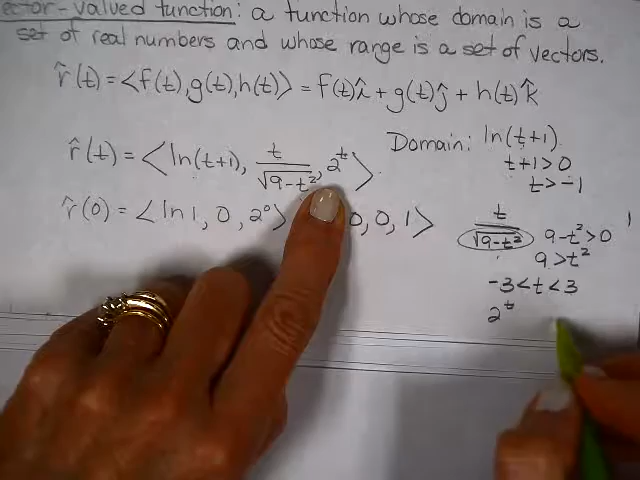 ector-valued function: a function whose domain is a
set of real numbers and whose range is a set of vectors.
r̂(t) = <f(t), g(t), h(t)> = f(t)î + g(t)ĵ + h(t)k̂
r̂(t) = <ln(t+1), t/√(9-t²), 2^t>
r̂(0) = <ln 1, 0, 2⁰> 0, 0, 1>
Domain: ln(t+1)
t+1>0
t>-1
t/√(9-t²) 9-t²>0
9>t²
-3<t<3
2^t